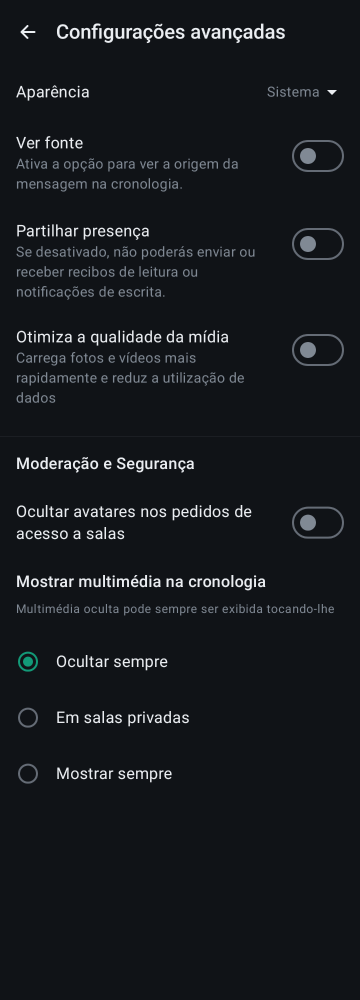 Configurações avançadas
Aparência
Sistema
Ver fonte
Ativa a opção para ver a origem da
mensagem na cronologia.
Partilhar presença
Se desativado, não poderás enviar ou
receber recibos de leitura ou
notificações de escrita.
Otimiza a qualidade da mídia
Carrega fotos e vídeos mais
rapidamente e reduz a utilização de
dados
Moderação e Segurança
Ocultar avatares nos pedidos de
acesso a salas
Mostrar multimédia na cronologia
Multimédia oculta pode sempre ser exibida tocando-lhe
Ocultar sempre
Em salas privadas
Mostrar sempre